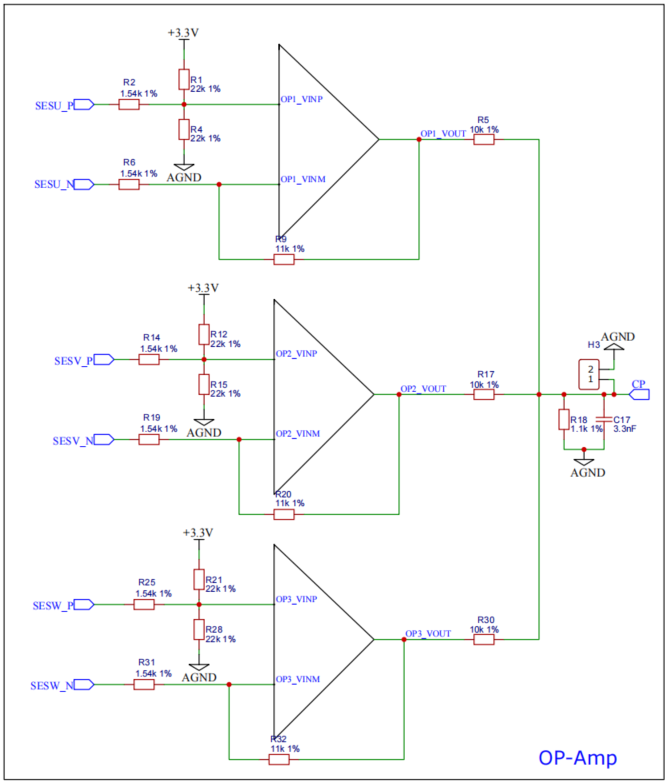 +3.3V
R1
22k 1%
R2
1.54k 1%
SESU_P
OP1_VINP
R4
22k 1%
R5
10k 1%
OP1_VOUT
R6
1.54k 1%
AGND
SESU_N
OP1_VINM
R9
11k 1%
+3.3V
R12
22k 1%
R14
1.54k 1%
SESV_P
OP2_VINP
R15
22k 1%
R17
10k 1%
OP2_VOUT
R19
1.54k 1%
AGND
SESV_N
OP2_VINM
R20
11k 1%
AGND
H3
2
1
CP
R18
1.1k 1%
C17
3.3nF
AGND
+3.3V
R21
22k 1%
R25
1.54k 1%
SESW_P
OP3_VINP
R28
22k 1%
R30
10k 1%
OP3_VOUT
R31
1.54k 1%
AGND
SESW_N
OP3_VINM
R32
11k 1%
OP-Amp